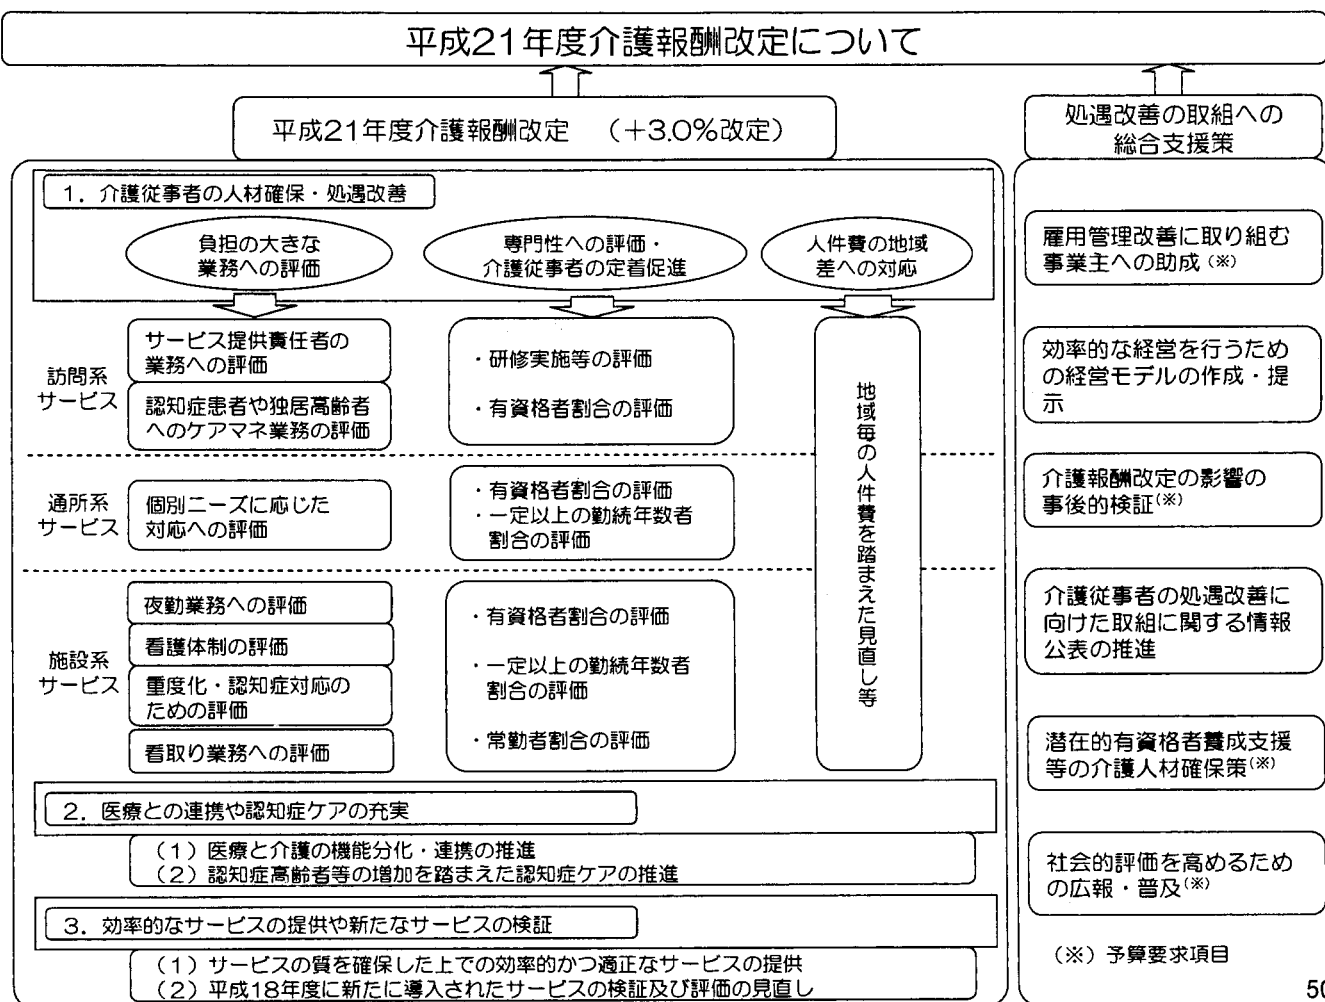 平成21年度介護報酬改定について
平成21年度介護報酬改定 (+3.0%改定)
1. 介護従事者の人材確保・処遇改善
負担の大きな
業務への評価
専門性への評価・
介護従事者の定着促進
人件費の地域
差への対応
訪問系
サービス
サービス提供責任者の
業務への評価
認知症患者や独居高齢者
へのケアマネ業務の評価
・研修実施等の評価
・有資格者割合の評価
地域毎の人件費を踏まえた見直し等
通所系
サービス
個別ニーズに応じた
対応への評価
・有資格者割合の評価
・一定以上の勤続年数者
割合の評価
施設系
サービス
夜勤業務への評価
看護体制の評価
重度化・認知症対応の
ための評価
看取り業務への評価
・有資格者割合の評価
・一定以上の勤続年数者
割合の評価
・常勤者割合の評価
2. 医療との連携や認知症ケアの充実
(1) 医療と介護の機能分化・連携の推進
(2) 認知症高齢者等の増加を踏まえた認知症ケアの推進
3. 効率的なサービスの提供や新たなサービスの検証
(1) サービスの質を確保した上での効率的かつ適正なサービスの提供
(2) 平成18年度に新たに導入されたサービスの検証及び評価の見直し
処遇改善の取組への
総合支援策
雇用管理改善に取り組む
事業主への助成(※)
効率的な経営を行うため
の経営モデルの作成・提
示
介護報酬改定の影響の
事後的検証(※)
介護従事者の処遇改善に
向けた取組に関する情報
公表の推進
潜在的有資格者養成支援
等の介護人材確保策(※)
社会的評価を高めるため
の広報・普及(※)
(※) 予算要求項目
50